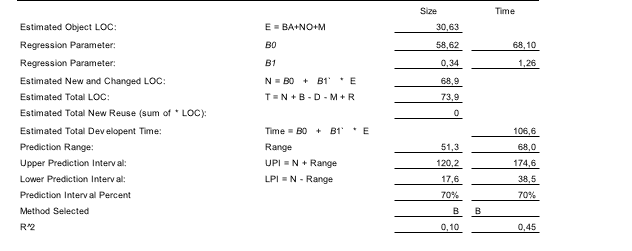 Size Time
Estimated Object LOC: E = BA+NO+M 30,63
Regression Parameter: B0 58,62 68,10
Regression Parameter: B1 0,34 1,26
Estimated New and Changed LOC: N = B0 + B1` * E 68,9
Estimated Total LOC: T = N + B - D - M + R 73,9
Estimated Total New Reuse (sum of * LOC): 0
Estimated Total Developent Time: Time = B0 + B1` * E 106,6
Prediction Range: Range 51,3 68,0
Upper Prediction Interval: UPI = N + Range 120,2 174,6
Lower Prediction Interval: LPI = N - Range 17,6 38,5
Prediction Interval Percent 70% 70%
Method Selected B B
R^2 0,10 0,45